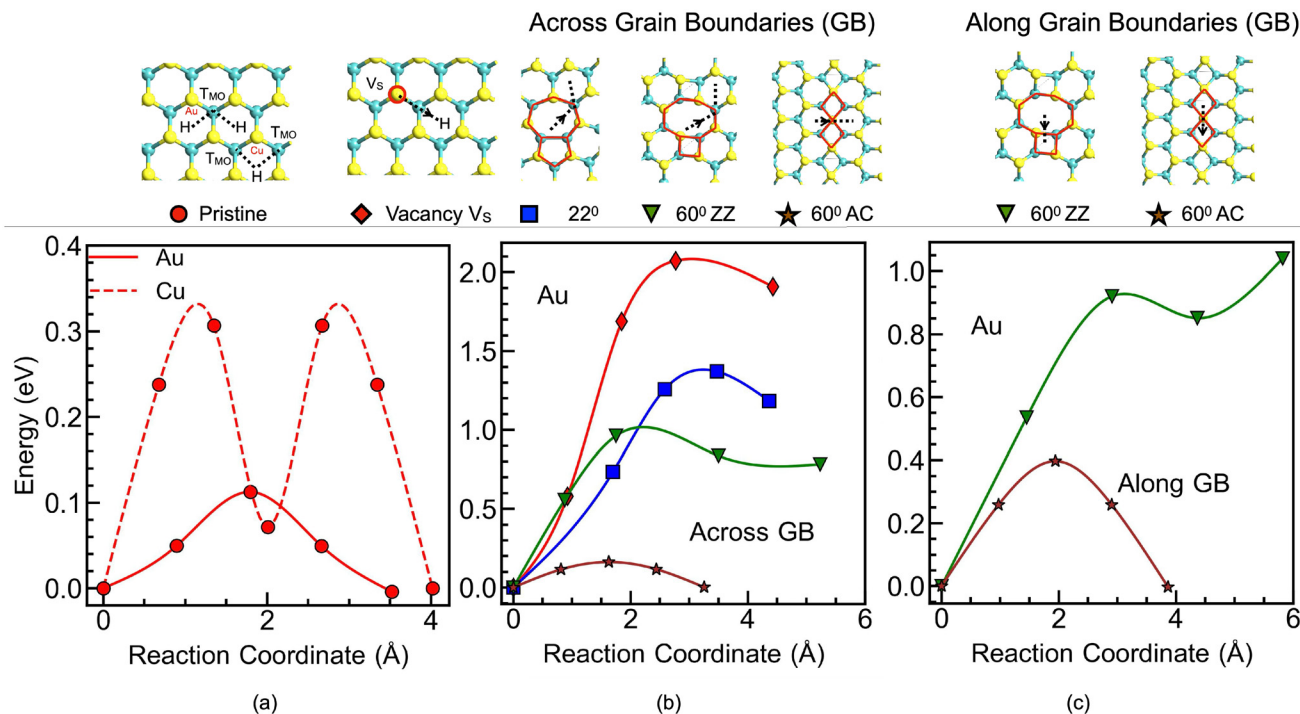 Across Grain Boundaries (GB)
Along Grain Boundaries (GB)
T_MO
Au
H
H
T_MO
T_MO
Cu
H
V_S
H
Pristine
Vacancy V_S
22⁰
60⁰ ZZ
60⁰ AC
60⁰ ZZ
60⁰ AC
Energy (eV)
0.4
0.3
0.2
0.1
0.0
Au
Cu
0
2
4
Reaction Coordinate (Å)
(a)
2.0
1.5
1.0
0.5
0.0
Au
Across GB
0
2
4
6
Reaction Coordinate (Å)
(b)
1.0
0.8
0.6
0.4
0.2
0.0
Au
Along GB
0
2
4
6
Reaction Coordinate (Å)
(c)